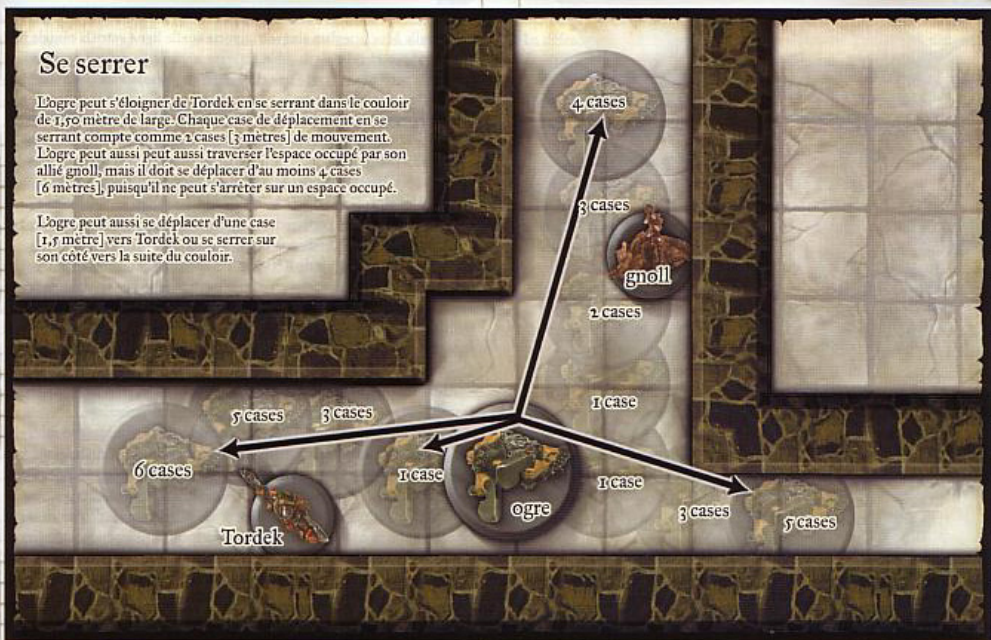 Se serrer
L'ogre peut s'éloigner de Tordek en se serrant dans le couloir
de 1,50 mètre de large. Chaque case de déplacement en se
serrant compte comme 2 cases [3 mètres] de mouvement.
L'ogre peut aussi peut aussi traverser l'espace occupé par son
allié gnoll, mais il doit se déplacer d'au moins 4 cases
[6 mètres], puisqu'il ne peut s'arrêter sur un espace occupé.
L'ogre peut aussi se déplacer d'une case
[1,5 mètre] vers Tordek ou se serrer sur
son côté vers la suite du couloir.
4 cases
3 cases
gnoll
2 cases
1 case
5 cases
3 cases
6 cases
1 case
1 case
ogre
3 cases
5 cases
Tordek